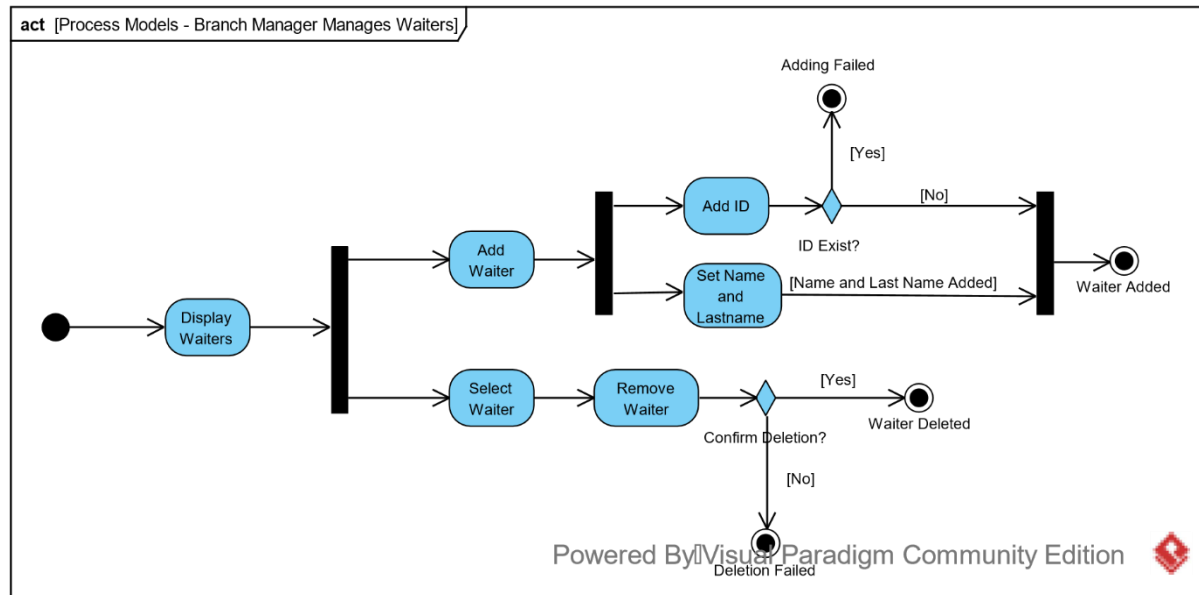 act [Process Models - Branch Manager Manages Waiters]
Adding Failed
[Yes]
Add ID
[No]
ID Exist?
Add
Waiter
Set Name
and
Lastname
[Name and Last Name Added]
Waiter Added
Display
Waiters
Select
Waiter
Remove
Waiter
[Yes]
Confirm Deletion?
Waiter Deleted
[No]
Powered By▯Visual Paradigm Community Edition
Deletion Failed